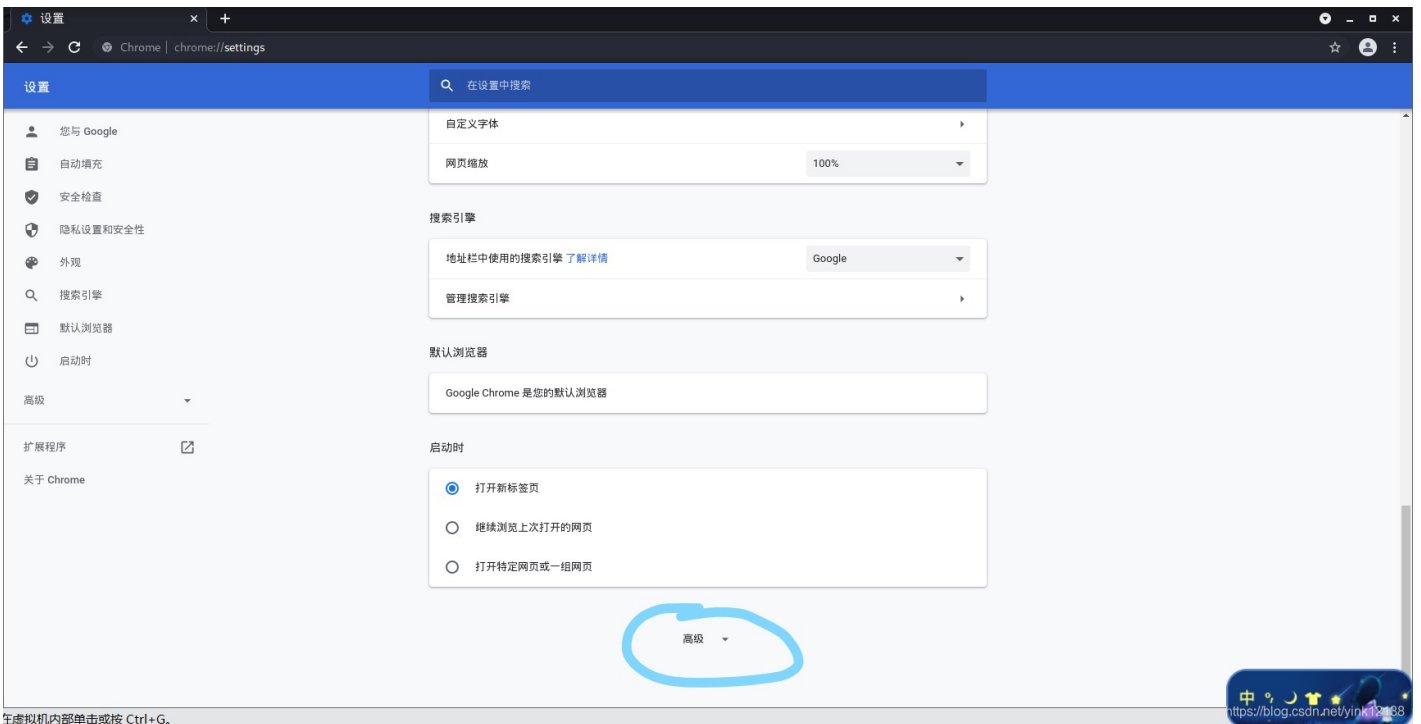 设置
Chrome | chrome://settings
设置
在设置中搜索
您与 Google
自动填充
安全检查
隐私设置和安全性
外观
搜索引擎
默认浏览器
启动时
高级
扩展程序
关于 Chrome
自定义字体
网页缩放 100%
搜索引擎
地址栏中使用的搜索引擎 了解详情 Google
管理搜索引擎
默认浏览器
Google Chrome 是您的默认浏览器
启动时
打开新标签页
继续浏览上次打开的网页
打开特定网页或一组网页
高级
中
https://blog.csdn.net/yink12138
在虚拟机内部单击或按 Ctrl+G。